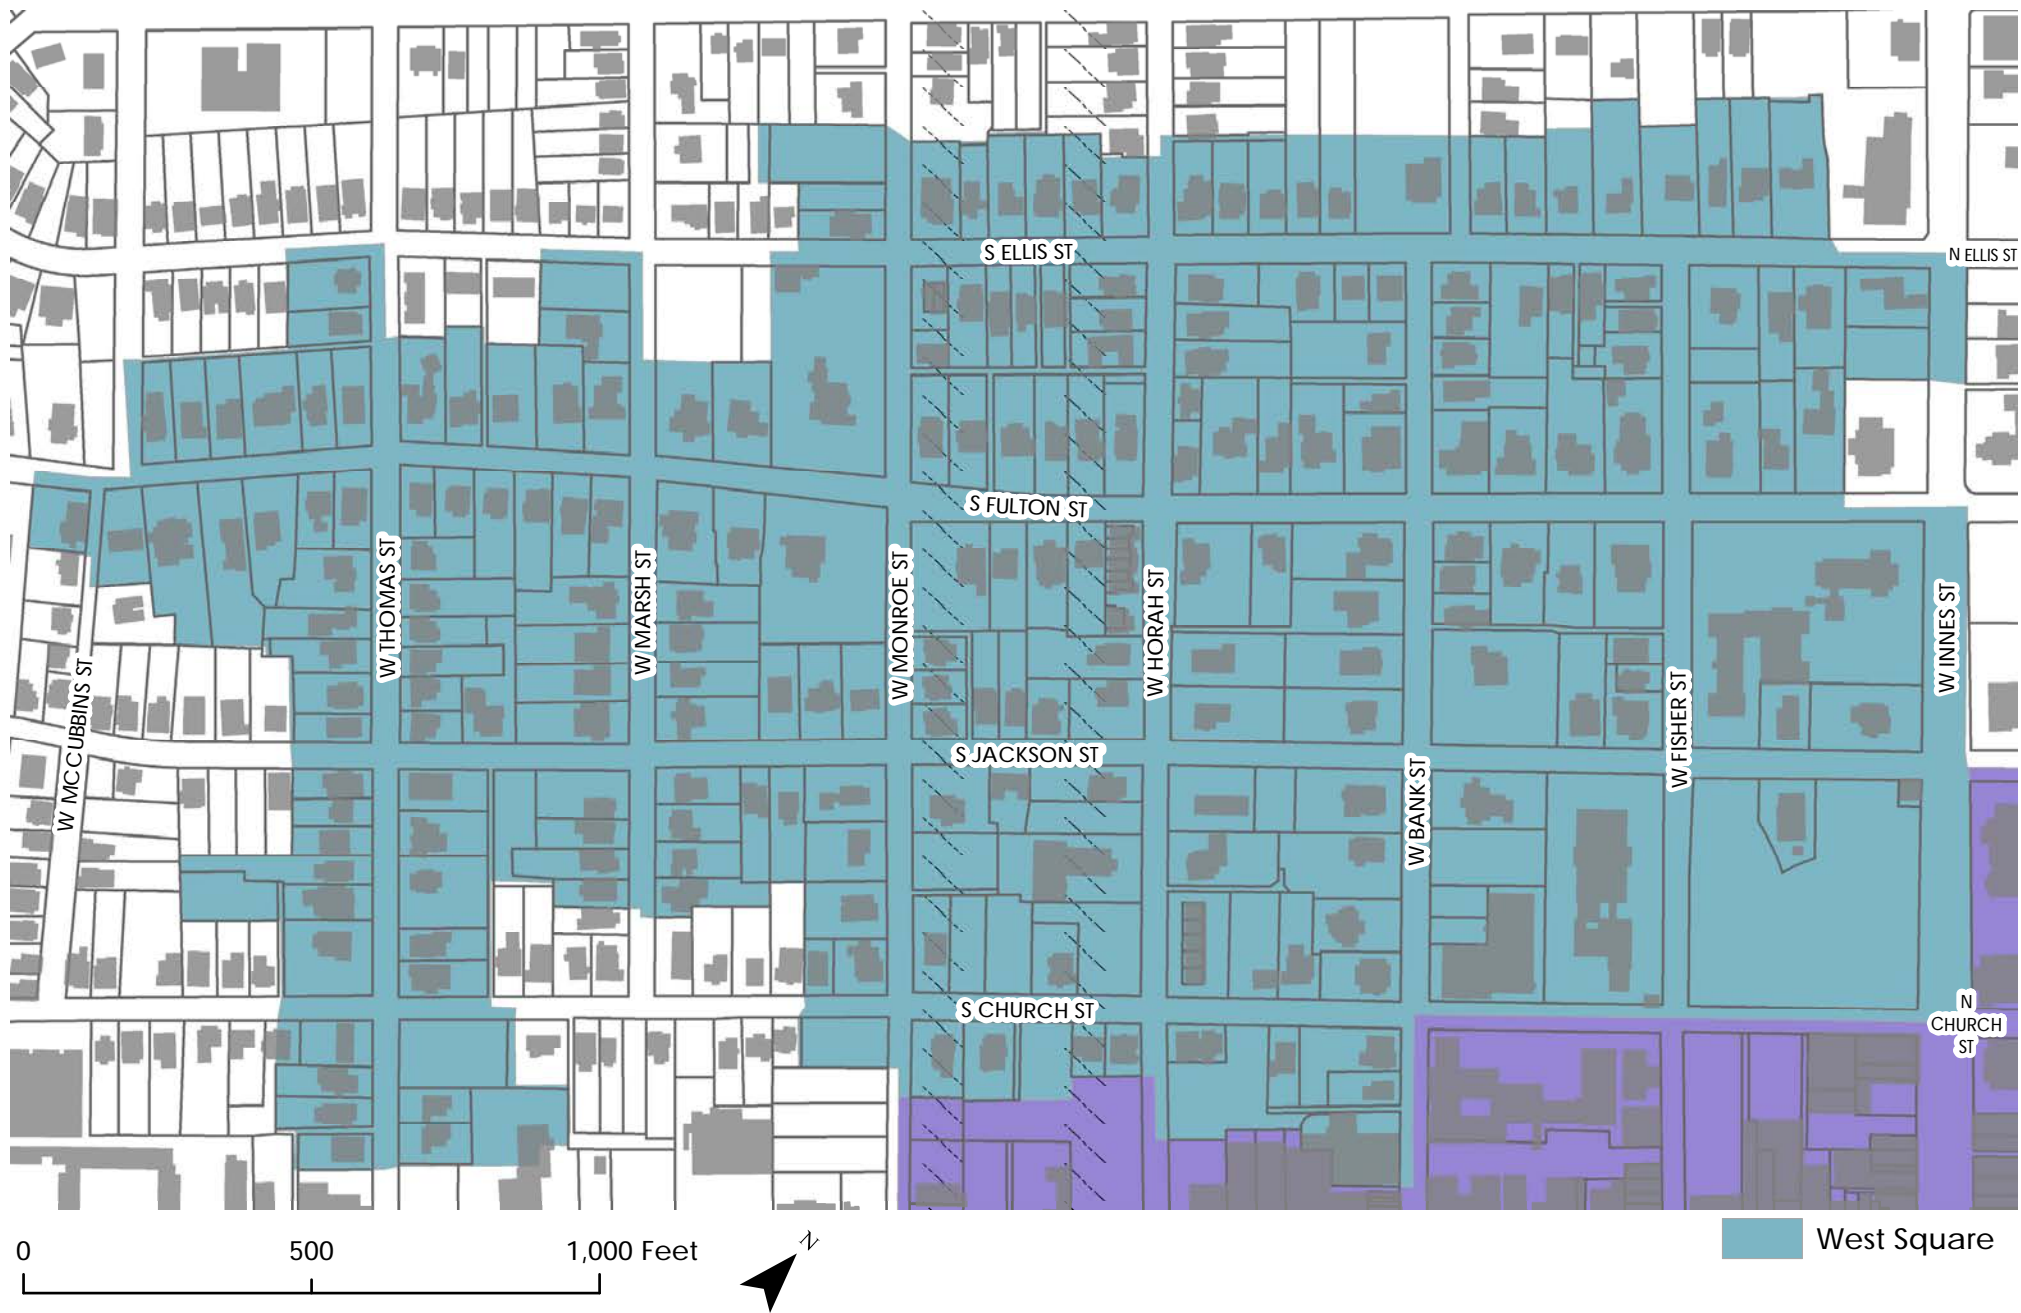 S ELLIS ST
N ELLIS ST
S FULTON ST
W THOMAS ST
W MARSH ST
W MONROE ST
W HORAH ST
W INNES ST
W MCCUBBINS ST
W FISHER ST
S JACKSON ST
W BANK ST
S CHURCH ST
N
CHURCH
ST
West Square
0 500 1,000 Feet
N